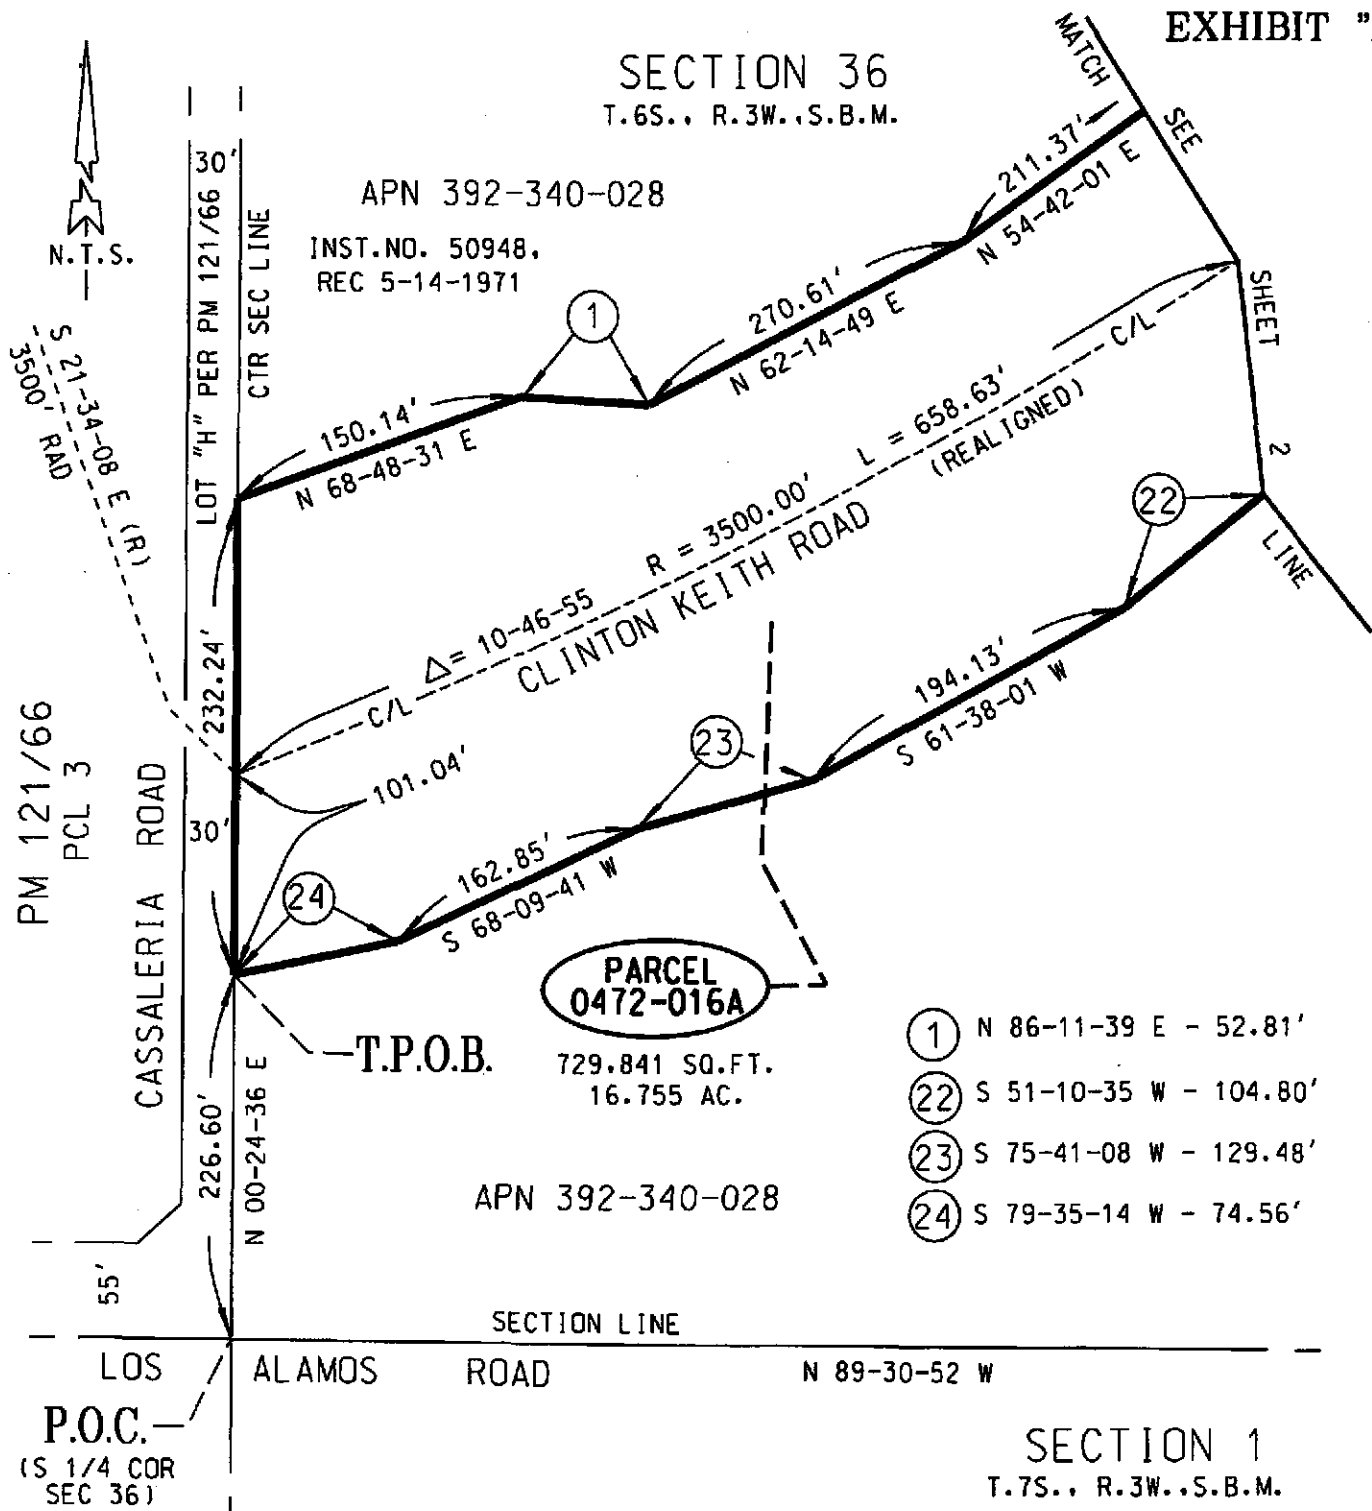 EXHIBIT "
SECTION 36
T.6S., R.3W.,S.B.M.
MATCH
SEE
SHEET
2
LINE
N.T.S.
30'
LOT "H" PER PM 121/66
CTR SEC LINE
APN 392-340-028
INST.NO. 50948,
REC 5-14-1971
S 21-34-08 E (R)
3500' RAD
1
150.14'
N 68-48-31 E
270.61'
N 62-14-49 E
211.37'
N 54-42-01 E
C/L
Δ= 10-46-55 R = 3500.00' L = 658.63'
(REALIGNED)
CLINTON KEITH ROAD
C/L
232.24'
101.04'
22
194.13'
S 61-38-01 W
23
162.85'
S 68-09-41 W
24
PM 121/66
PCL 3
CASSALERIA ROAD
30'
PARCEL
0472-016A
729,841 SQ.FT.
16.755 AC.
T.P.O.B.
226.60'
N 00-24-36 E
1 N 86-11-39 E - 52.81'
22 S 51-10-35 W - 104.80'
23 S 75-41-08 W - 129.48'
24 S 79-35-14 W - 74.56'
APN 392-340-028
55'
SECTION LINE
LOS ALAMOS ROAD
N 89-30-52 W
P.O.C.
(S 1/4 COR
SEC 36)
SECTION 1
T.7S., R.3W.,S.B.M.